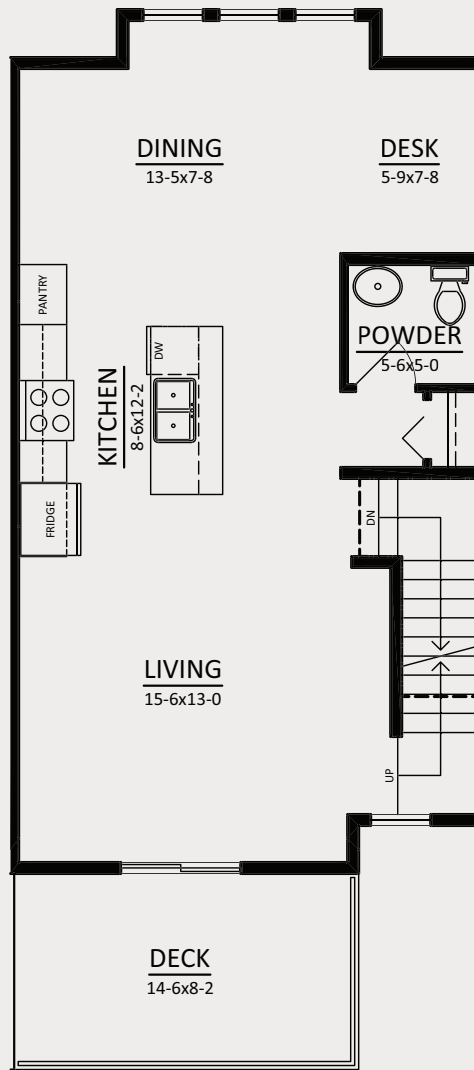 DINING
13-5x7-8
DESK
5-9x7-8
PANTRY
DW
POWDER
5-6x5-0
KITCHEN
8-6x12-2
FRIDGE
DN
LIVING
15-6x13-0
UP
DECK
14-6x8-2